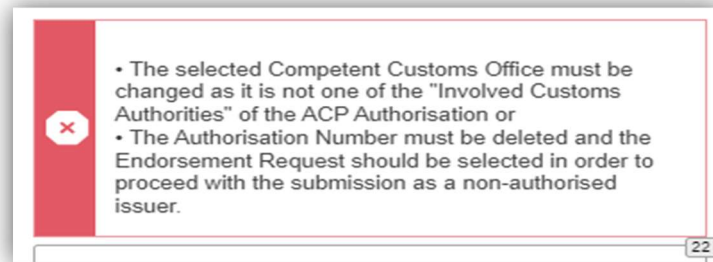 • The selected Competent Customs Office must be
changed as it is not one of the "Involved Customs
Authorities" of the ACP Authorisation or
• The Authorisation Number must be deleted and the
Endorsement Request should be selected in order to
proceed with the submission as a non-authorised
issuer.
22